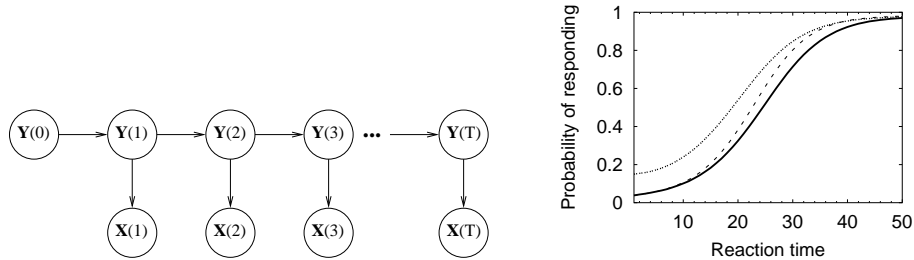 Y(0) Y(1) Y(2) Y(3) ... Y(T)
X(1) X(2) X(3) X(T)
Probability of responding
1
0.8
0.6
0.4
0.2
0
10 20 30 40 50
Reaction time